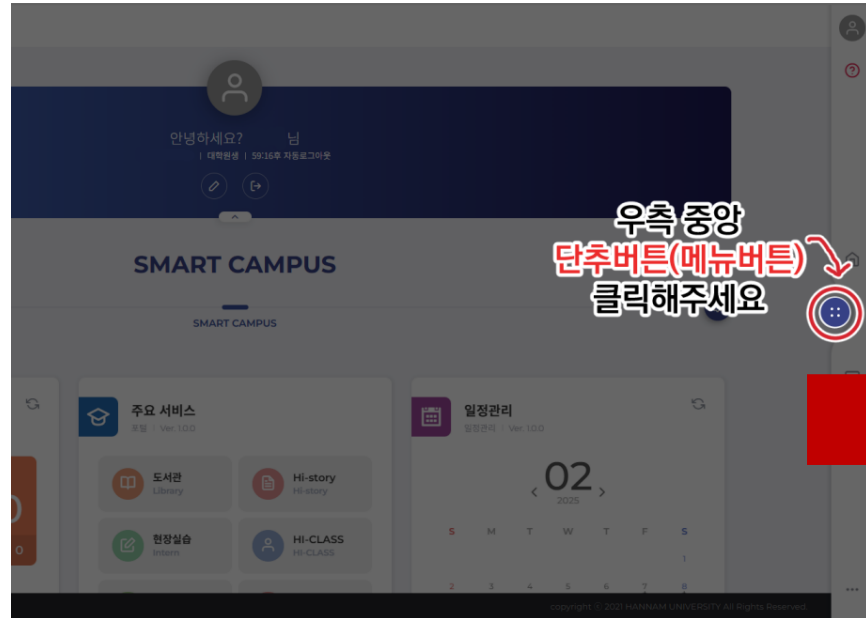 안녕하세요? 님
| 대학원생 | 59:16후 자동로그아웃
우측 중앙
단추버튼(메뉴버튼)
클릭해주세요
SMART CAMPUS
SMART CAMPUS
주요 서비스
포털 | Ver. 1.0.0
도서관
Library
Hi-story
Hi-story
현장실습
Intern
HI-CLASS
HI-CLASS
0
일정관리
일정관리 | Ver. 1.0.0
< 02 >
2025
S M T W T F S
1
2 3 4 5 6 7 8
copyright ⓒ 2021 HANNAM UNIVERSITY All Rights Reserved